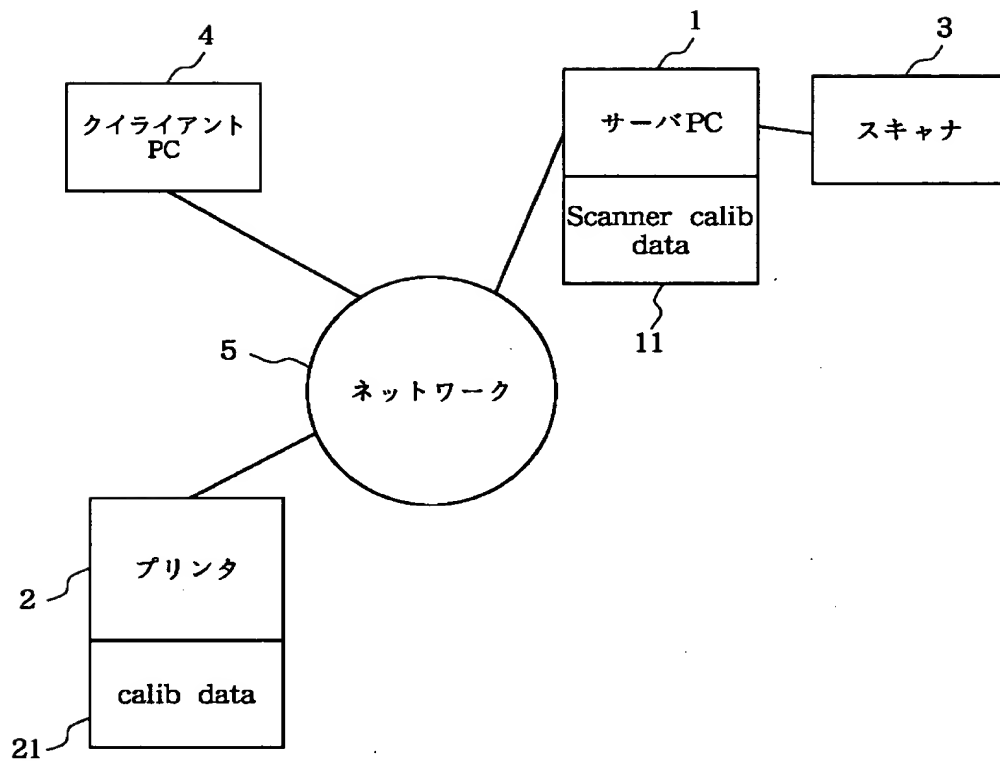 4
クイライアント
PC
1
サーバPC
Scanner calib
data
11
3
スキャナ
5
ネットワーク
2
プリンタ
calib data
21